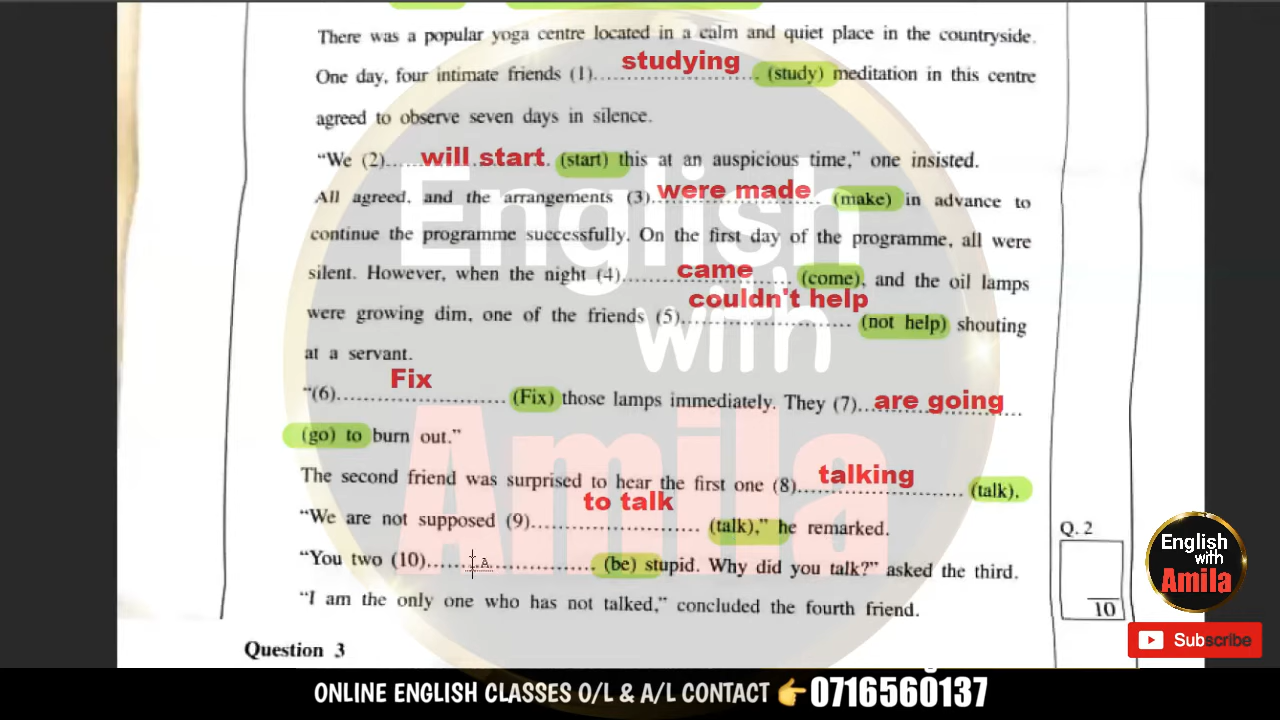 There was a popular yoga centre located in a calm and quiet place in the countryside.
One day, four intimate friends (1)....studying.... (study) meditation in this centre
agreed to observe seven days in silence.
“We (2)....will start.... (start) this at an auspicious time,” one insisted.
All agreed, and the arrangements (3)....were made.... (make) in advance to
continue the programme successfully. On the first day of the programme, all were
silent. However, when the night (4)....came.... (come), and the oil lamps
were growing dim, one of the friends (5)....couldn't help.... (not help) shouting
at a servant.
“(6)....Fix.... (Fix) those lamps immediately. They (7)....are going....
(go) to burn out.”
The second friend was surprised to hear the first one (8)....talking.... (talk).
“We are not supposed (9)....to talk.... (talk),” he remarked.
“You two (10)........ (be) stupid. Why did you talk?” asked the third.
“I am the only one who has not talked,” concluded the fourth friend.
Question 3
Q. 2
10
English
with
Amila
English
with
Amila
Subscribe
ONLINE ENGLISH CLASSES O/L & A/L CONTACT 👉 0716560137